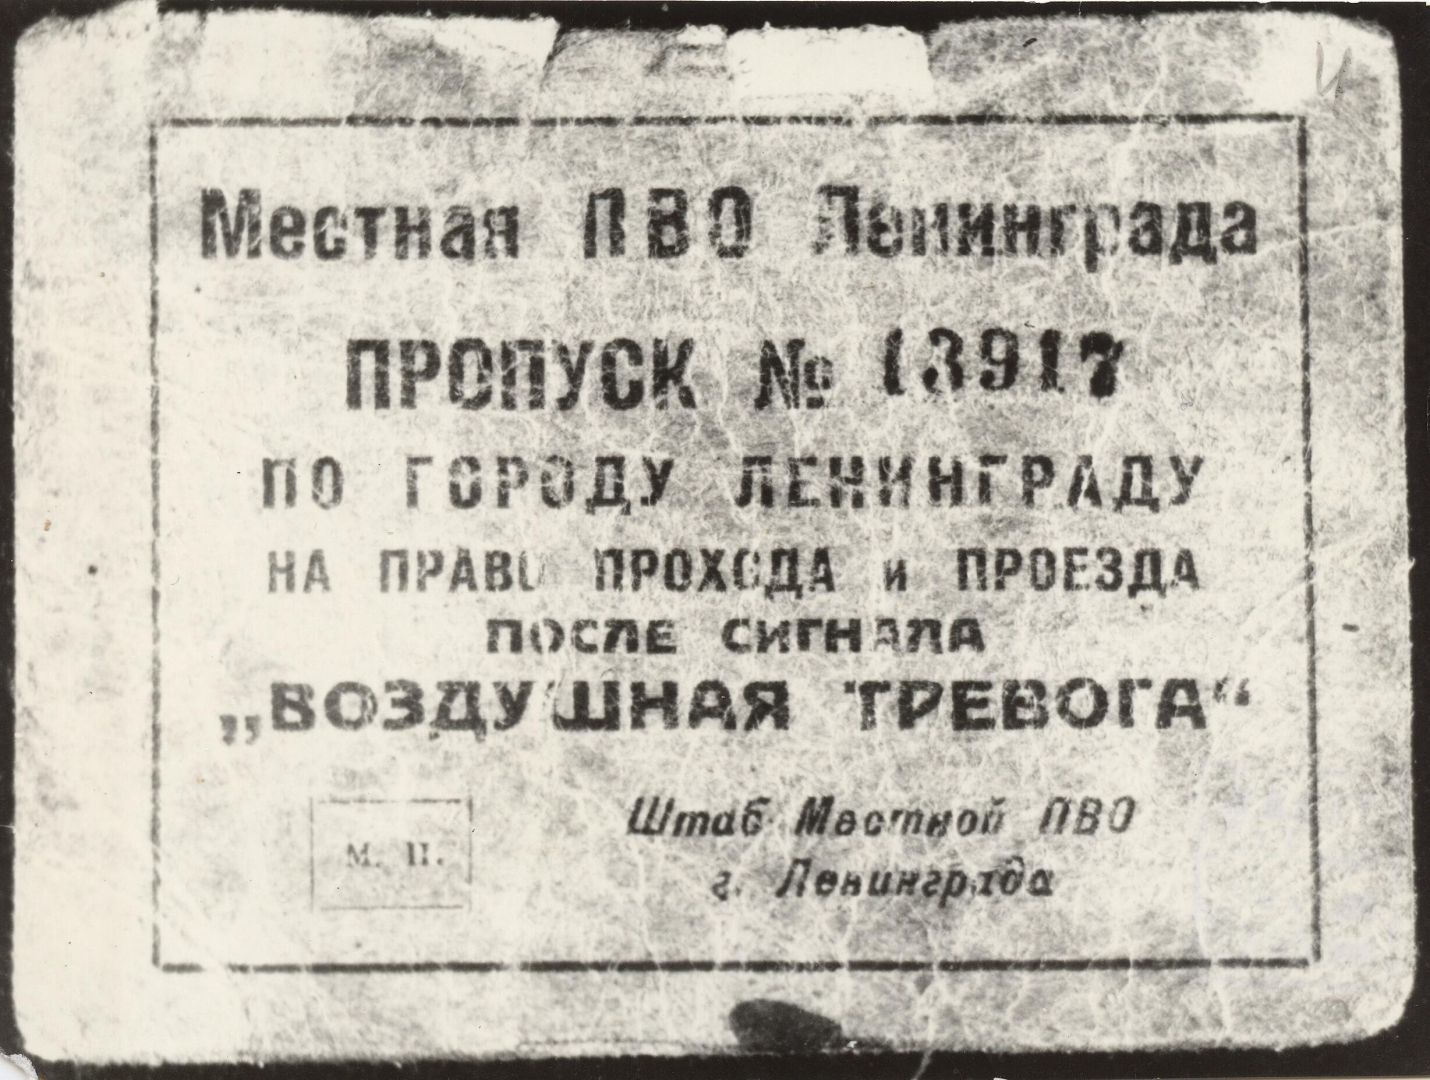 Местная ПВО Ленинграда
ПРОПУСК № 13917
ПО ГОРОДУ ЛЕНИНГРАДУ
НА ПРАВО ПРОХОДА и ПРОЕЗДА
ПОСЛЕ СИГНАЛА
„ВОЗДУШНАЯ ТРЕВОГА“
Штаб Местной ПВО
г. Ленинграда
М. П.